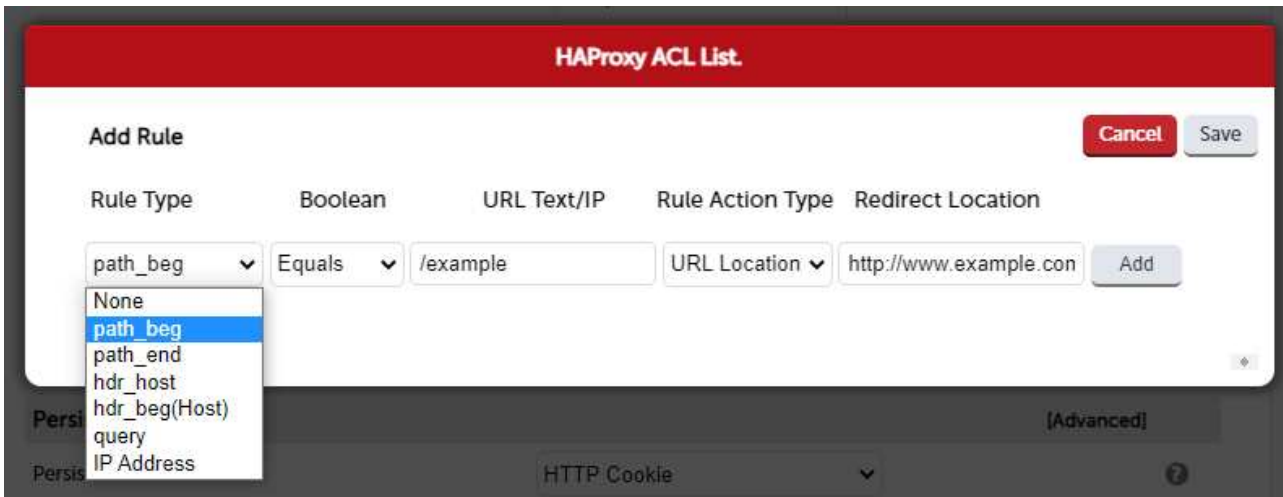 HAProxy ACL List.
Add Rule
Cancel Save
Rule Type Boolean URL Text/IP Rule Action Type Redirect Location
path_beg Equals /example URL Location http://www.example.con Add
None
path_beg
path_end
hdr_host
hdr_beg(Host)
query
IP Address
Persi [Advanced]
Persis HTTP Cookie ?